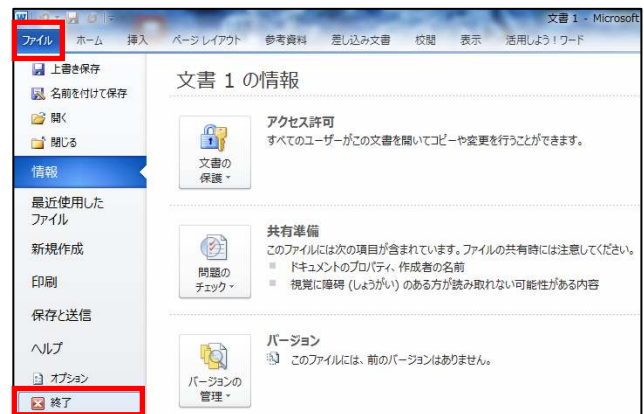 文書 1 - Microsoft
ファイル ホーム 挿入 ページ レイアウト 参考資料 差し込み文書 校閲 表示 活用しよう!ワード
上書き保存
名前を付けて保存
開く
閉じる
情報
最近使用した
ファイル
新規作成
印刷
保存と送信
ヘルプ
オプション
終了
文書 1 の情報
文書の
保護
アクセス許可
すべてのユーザーがこの文書を開いてコピーや変更を行うことができます。
問題の
チェック
共有準備
このファイルには次の項目が含まれています。ファイルの共有時には注意してください。
ドキュメントのプロパティ、作成者の名前
視覚に障碍 (しょうがい) のある方が読み取れない可能性がある内容
バージョンの
管理
バージョン
このファイルには、前のバージョンはありません。